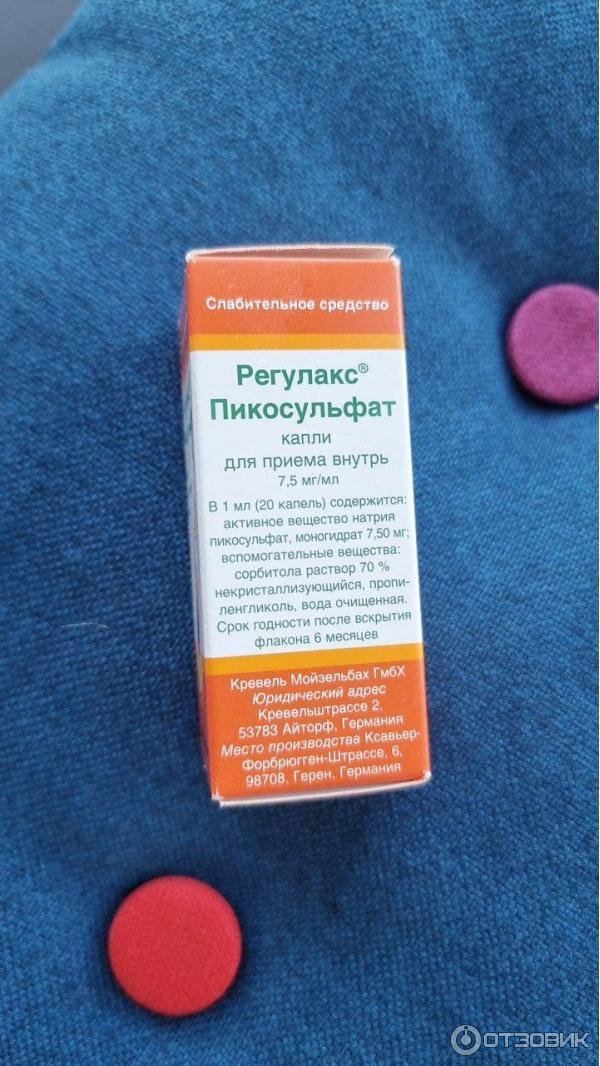 Слабительное средство
Регулакс®
Пикосульфат
капли
для приема внутрь
7,5 мг/мл
В 1 мл (20 капель) содержится:
активное вещество натрия
пикосульфат, моногидрат 7,50 мг;
вспомогательные вещества:
сорбитола раствор 70 %
некристаллизующийся, пропи-
ленгликоль, вода очищенная.
Срок годности после вскрытия
флакона 6 месяцев
Кревель Мойзельбах ГмбХ
Юридический адрес
Кревельштрассе 2,
53783 Айторф, Германия
Место производства Ксавьер-
Форбрюгген-Штрассе, 6,
98708, Герен, Германия
ОТЗОВИК